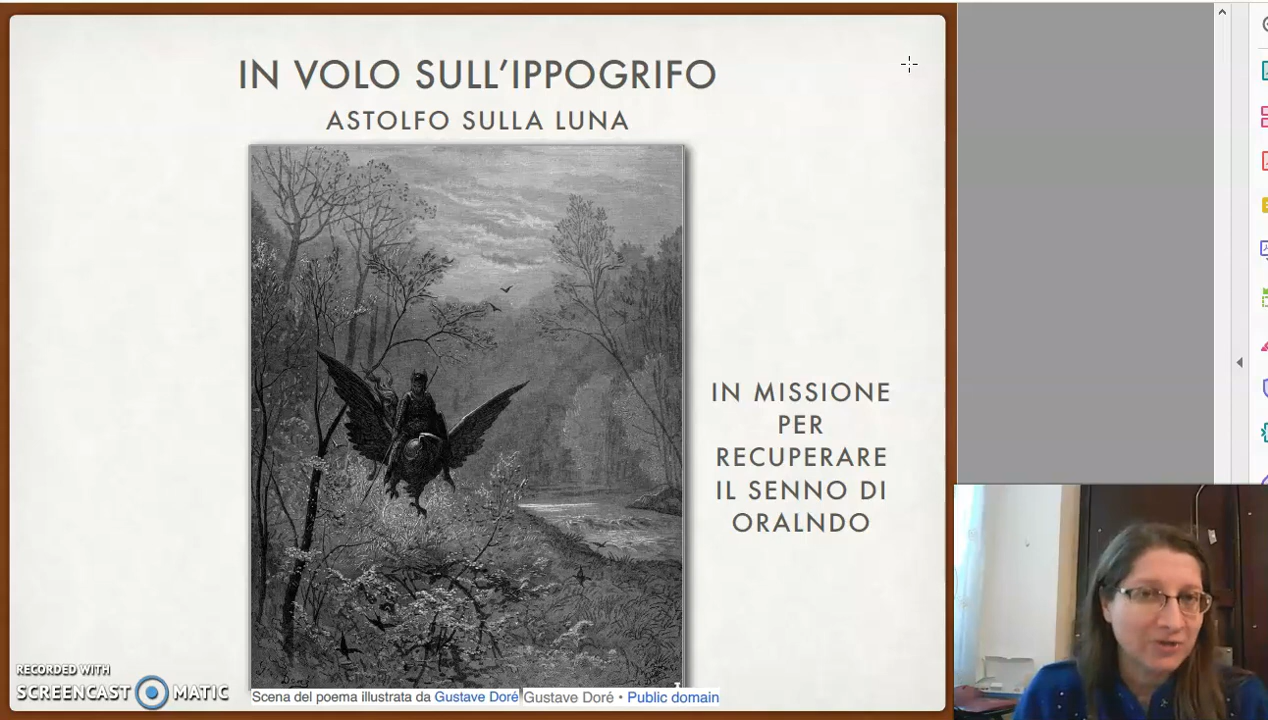 IN VOLO SULL'IPPOGRIFO
ASTOLFO SULLA LUNA
IN MISSIONE
PER
RECUPERARE
IL SENNO DI
ORALNDO
RECORDED WITH
SCREENCAST MATIC
Scena del poema illustrata da Gustave Doré Gustave Doré • Public domain